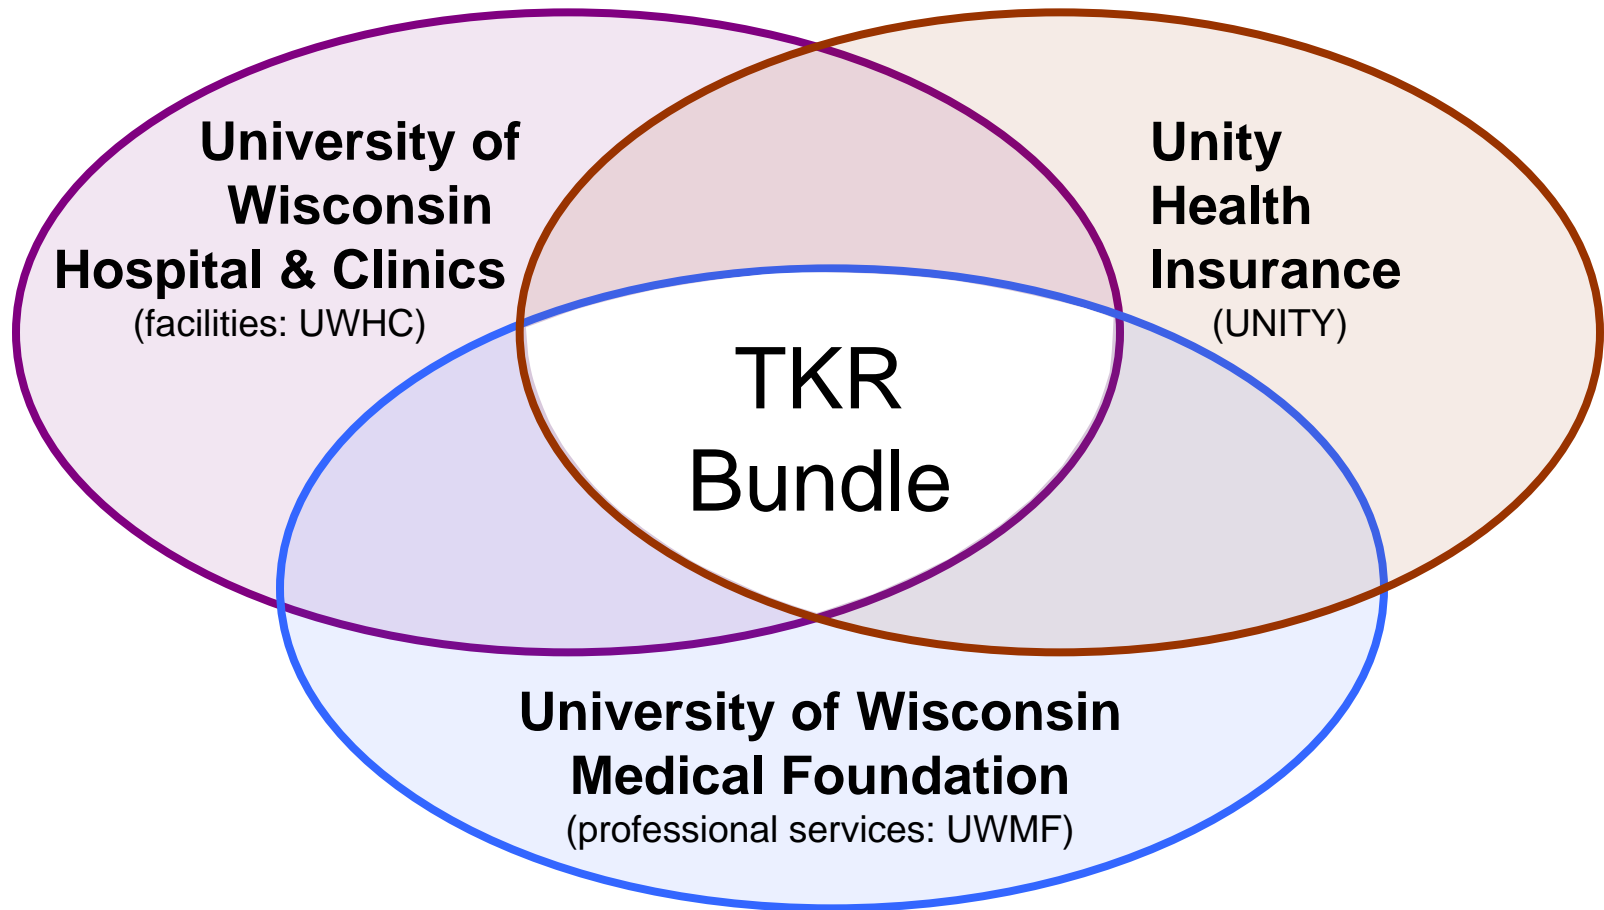 University of
Wisconsin
Hospital & Clinics
(facilities: UWHC)
Unity
Health
Insurance
(UNITY)
TKR
Bundle
University of Wisconsin
Medical Foundation
(professional services: UWMF)